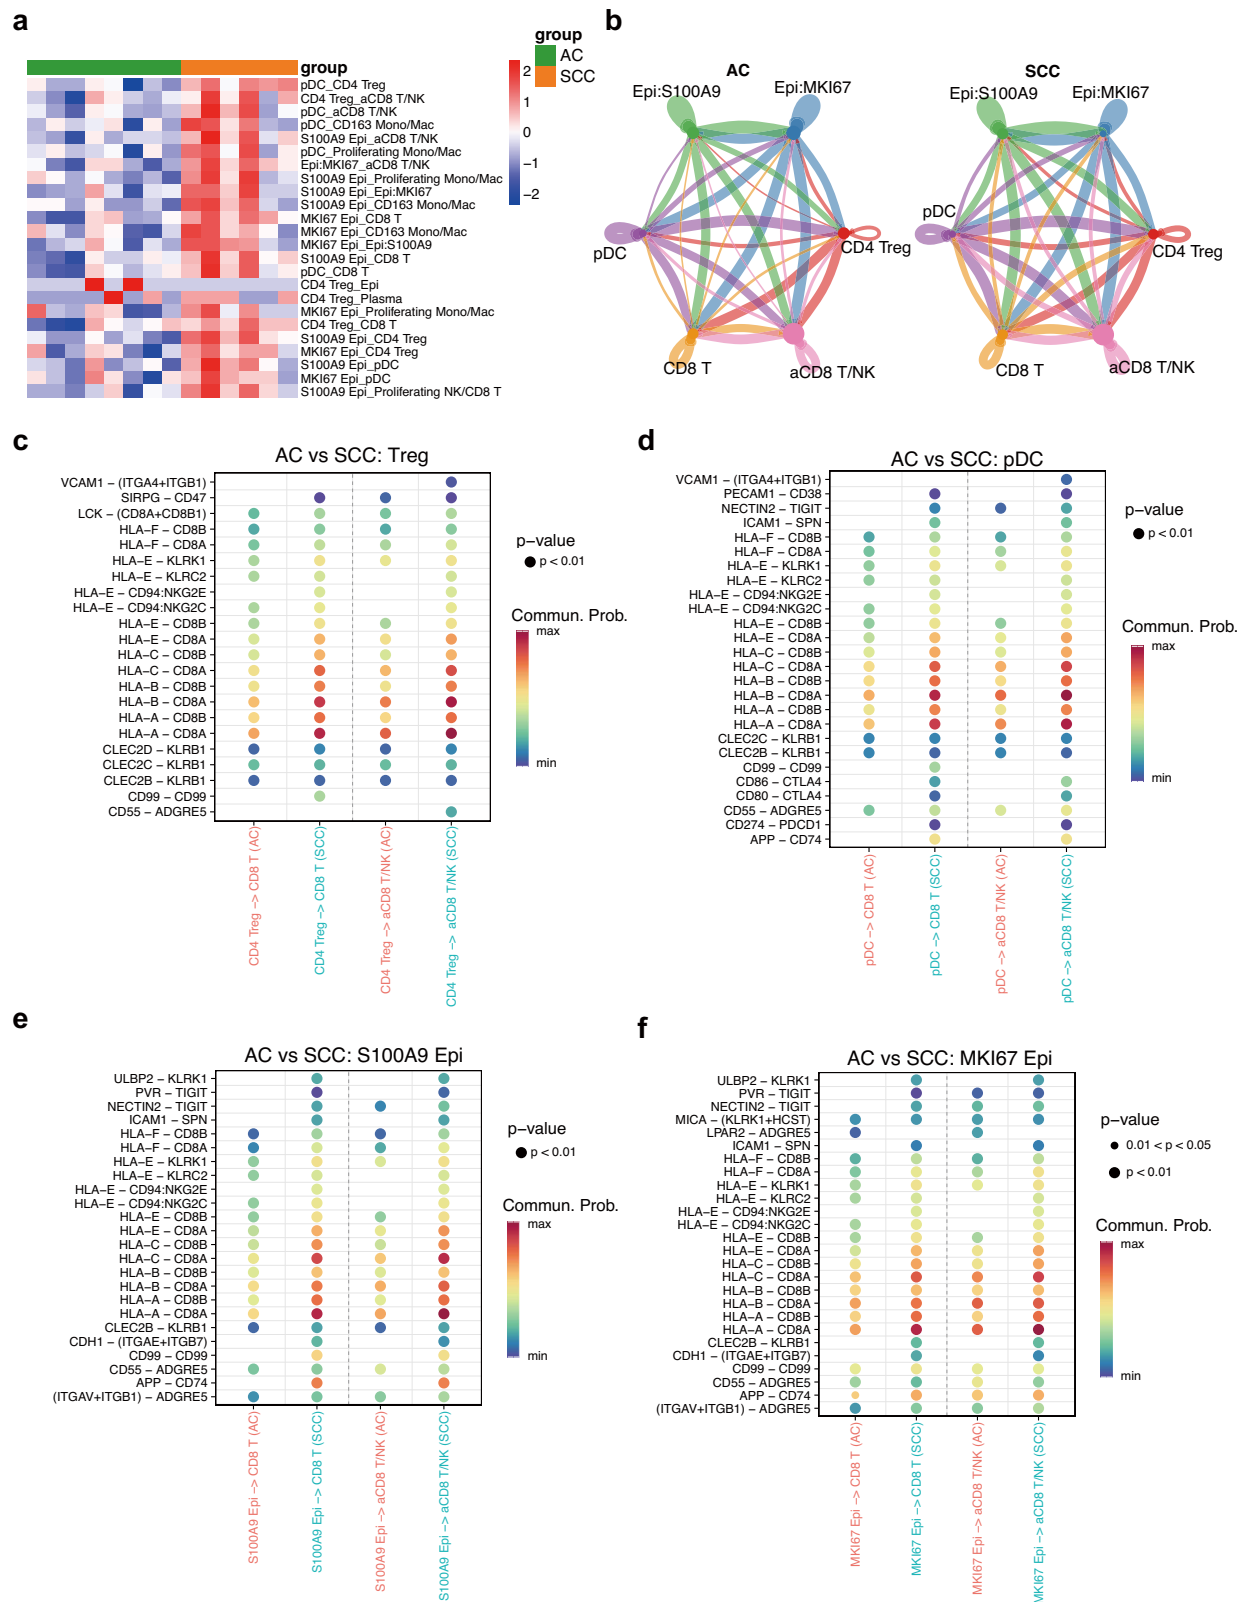 a
group
AC
SCC
group
pDC_CD4 Treg
CD4 Treg_aCD8 T/NK
pDC_aCD8 T/NK
pDC_CD163 Mono/Mac
S100A9 Epi_aCD8 T/NK
pDC_Proliferating Mono/Mac
Epi:MKI67_aCD8 T/NK
S100A9 Epi_Proliferating Mono/Mac
S100A9 Epi_Epi:MKI67
S100A9 Epi_CD163 Mono/Mac
MKI67 Epi_CD8 T
MKI67 Epi_CD163 Mono/Mac
MKI67 Epi_Epi:S100A9
S100A9 Epi_CD8 T
pDC_CD8 T
CD4 Treg_Epi
CD4 Treg_Plasma
MKI67 Epi_Proliferating Mono/Mac
CD4 Treg_CD8 T
S100A9 Epi_CD4 Treg
MKI67 Epi_CD4 Treg
S100A9 Epi_pDC
MKI67 Epi_pDC
S100A9 Epi_Proliferating NK/CD8 T
2
1
0
−1
−2
b
AC
Epi:S100A9
Epi:MKI67
pDC
CD4 Treg
CD8 T
aCD8 T/NK
SCC
Epi:S100A9
Epi:MKI67
pDC
CD4 Treg
CD8 T
aCD8 T/NK
c
AC vs SCC: Treg
VCAM1 − (ITGA4+ITGB1)
SIRPG − CD47
LCK − (CD8A+CD8B1)
HLA−F − CD8B
HLA−F − CD8A
HLA−E − KLRK1
HLA−E − KLRC2
HLA−E − CD94:NKG2E
HLA−E − CD94:NKG2C
HLA−E − CD8B
HLA−E − CD8A
HLA−C − CD8B
HLA−C − CD8A
HLA−B − CD8B
HLA−B − CD8A
HLA−A − CD8B
HLA−A − CD8A
CLEC2D − KLRB1
CLEC2C − KLRB1
CLEC2B − KLRB1
CD99 − CD99
CD55 − ADGRE5
CD4 Treg −> CD8 T (AC)
CD4 Treg −> CD8 T (SCC)
CD4 Treg −> aCD8 T/NK (AC)
CD4 Treg −> aCD8 T/NK (SCC)
p−value
p < 0.01
Commun. Prob.
max
min
d
AC vs SCC: pDC
VCAM1 − (ITGA4+ITGB1)
PECAM1 − CD38
NECTIN2 − TIGIT
ICAM1 − SPN
HLA−F − CD8B
HLA−F − CD8A
HLA−E − KLRK1
HLA−E − KLRC2
HLA−E − CD94:NKG2E
HLA−E − CD94:NKG2C
HLA−E − CD8B
HLA−E − CD8A
HLA−C − CD8B
HLA−C − CD8A
HLA−B − CD8B
HLA−B − CD8A
HLA−A − CD8B
HLA−A − CD8A
CLEC2C − KLRB1
CLEC2B − KLRB1
CD99 − CD99
CD86 − CTLA4
CD80 − CTLA4
CD55 − ADGRE5
CD274 − PDCD1
APP − CD74
pDC −> CD8 T (AC)
pDC −> CD8 T (SCC)
pDC −> aCD8 T/NK (AC)
pDC −> aCD8 T/NK (SCC)
p−value
p < 0.01
Commun. Prob.
max
min
e
AC vs SCC: S100A9 Epi
ULBP2 − KLRK1
PVR − TIGIT
NECTIN2 − TIGIT
ICAM1 − SPN
HLA−F − CD8B
HLA−F − CD8A
HLA−E − KLRK1
HLA−E − KLRC2
HLA−E − CD94:NKG2E
HLA−E − CD94:NKG2C
HLA−E − CD8B
HLA−E − CD8A
HLA−C − CD8B
HLA−C − CD8A
HLA−B − CD8B
HLA−B − CD8A
HLA−A − CD8B
HLA−A − CD8A
CLEC2B − KLRB1
CDH1 − (ITGAE+ITGB7)
CD99 − CD99
CD55 − ADGRE5
APP − CD74
(ITGAV+ITGB1) − ADGRE5
S100A9 Epi −> CD8 T (AC)
S100A9 Epi −> CD8 T (SCC)
S100A9 Epi −> aCD8 T/NK (AC)
S100A9 Epi −> aCD8 T/NK (SCC)
p−value
p < 0.01
Commun. Prob.
max
min
f
AC vs SCC: MKI67 Epi
ULBP2 − KLRK1
PVR − TIGIT
NECTIN2 − TIGIT
MICA − (KLRK1+HCST)
LPAR2 − ADGRE5
ICAM1 − SPN
HLA−F − CD8B
HLA−F − CD8A
HLA−E − KLRK1
HLA−E − KLRC2
HLA−E − CD94:NKG2E
HLA−E − CD94:NKG2C
HLA−E − CD8B
HLA−E − CD8A
HLA−C − CD8B
HLA−C − CD8A
HLA−B − CD8B
HLA−B − CD8A
HLA−A − CD8B
HLA−A − CD8A
CLEC2B − KLRB1
CDH1 − (ITGAE+ITGB7)
CD99 − CD99
CD55 − ADGRE5
APP − CD74
(ITGAV+ITGB1) − ADGRE5
MKI67 Epi −> CD8 T (AC)
MKI67 Epi −> CD8 T (SCC)
MKI67 Epi −> aCD8 T/NK (AC)
MKI67 Epi −> aCD8 T/NK (SCC)
p−value
0.01 < p < 0.05
p < 0.01
Commun. Prob.
max
min